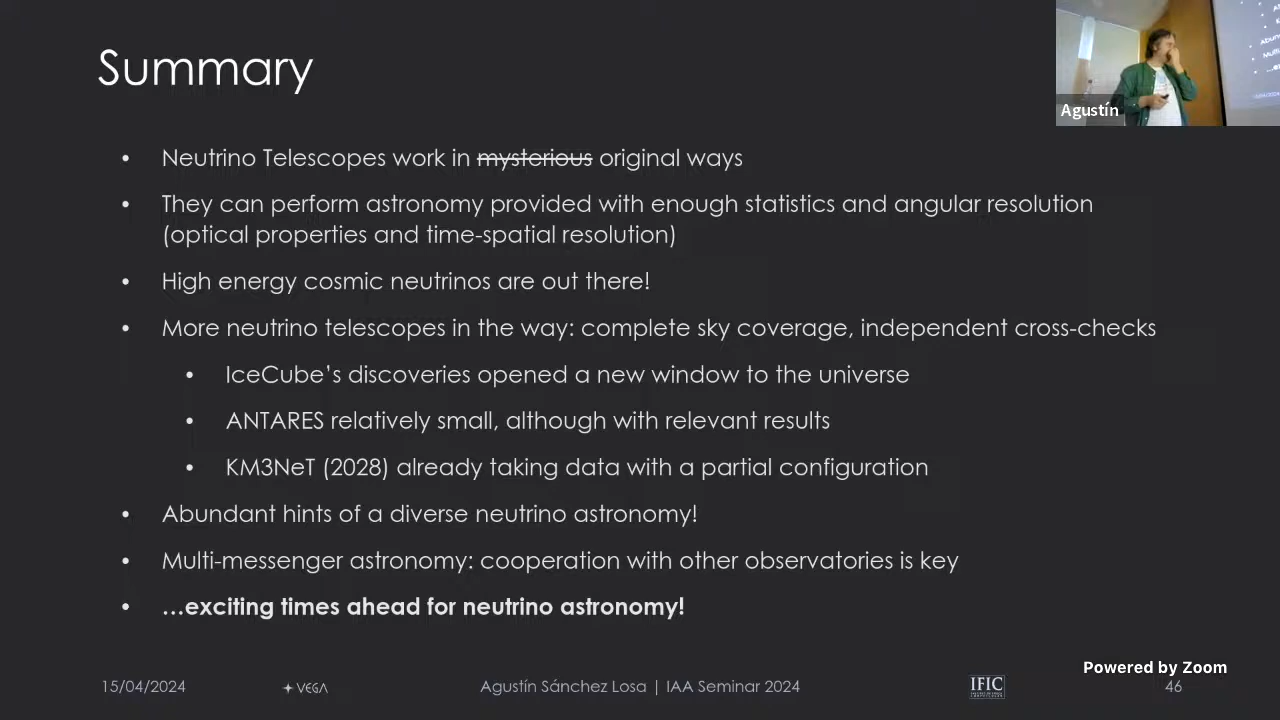 Summary
Agustín
• Neutrino Telescopes work in mysterious original ways
• They can perform astronomy provided with enough statistics and angular resolution
(optical properties and time-spatial resolution)
• High energy cosmic neutrinos are out there!
• More neutrino telescopes in the way: complete sky coverage, independent cross-checks
• IceCube’s discoveries opened a new window to the universe
• ANTARES relatively small, although with relevant results
• KM3NeT (2028) already taking data with a partial configuration
• Abundant hints of a diverse neutrino astronomy!
• Multi-messenger astronomy: cooperation with other observatories is key
• …exciting times ahead for neutrino astronomy!
Powered by Zoom
15/04/2024
VEGA
Agustín Sánchez Losa | IAA Seminar 2024
IFIC
46